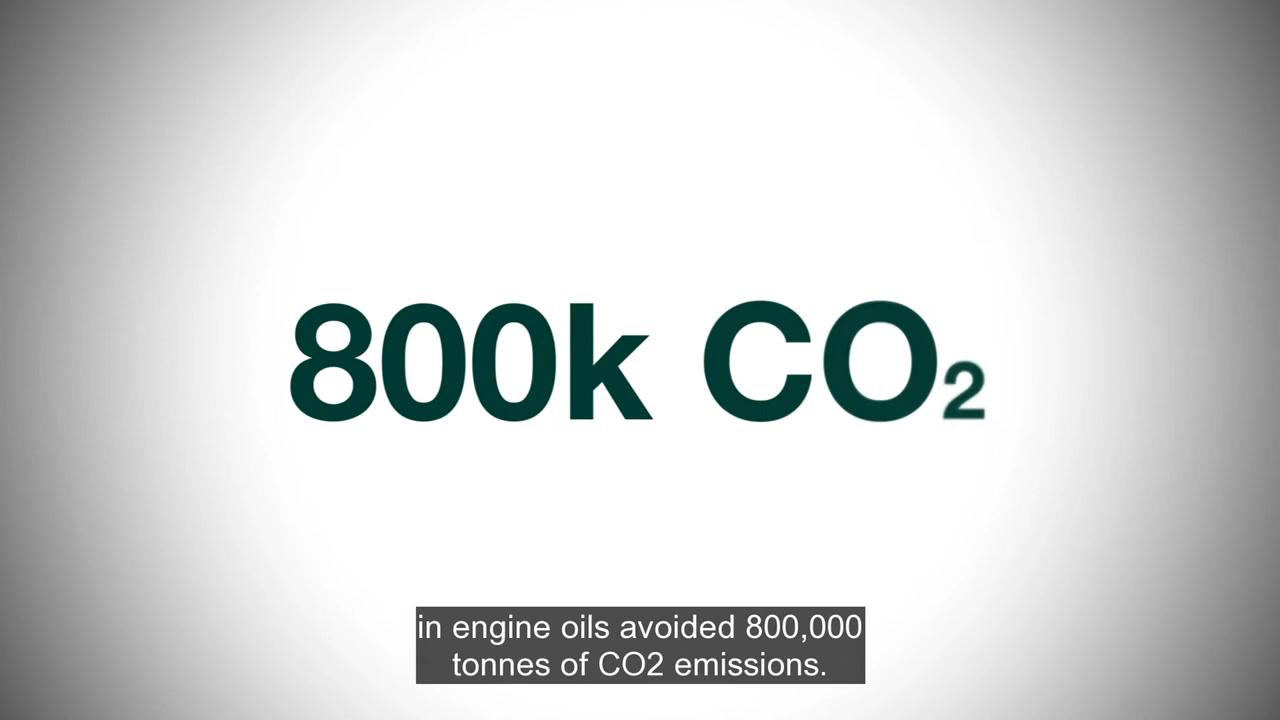 800k CO₂
in engine oils avoided 800,000
tonnes of CO2 emissions.